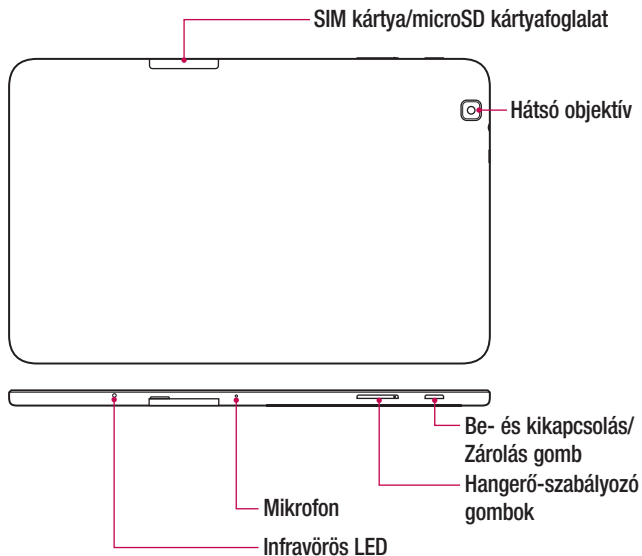 SIM kártya/microSD kártyafoglalat
Hátsó objektív
Be- és kikapcsolás/
Zárolás gomb
Hangerő-szabályozó
gombok
Mikrofon
Infravörös LED